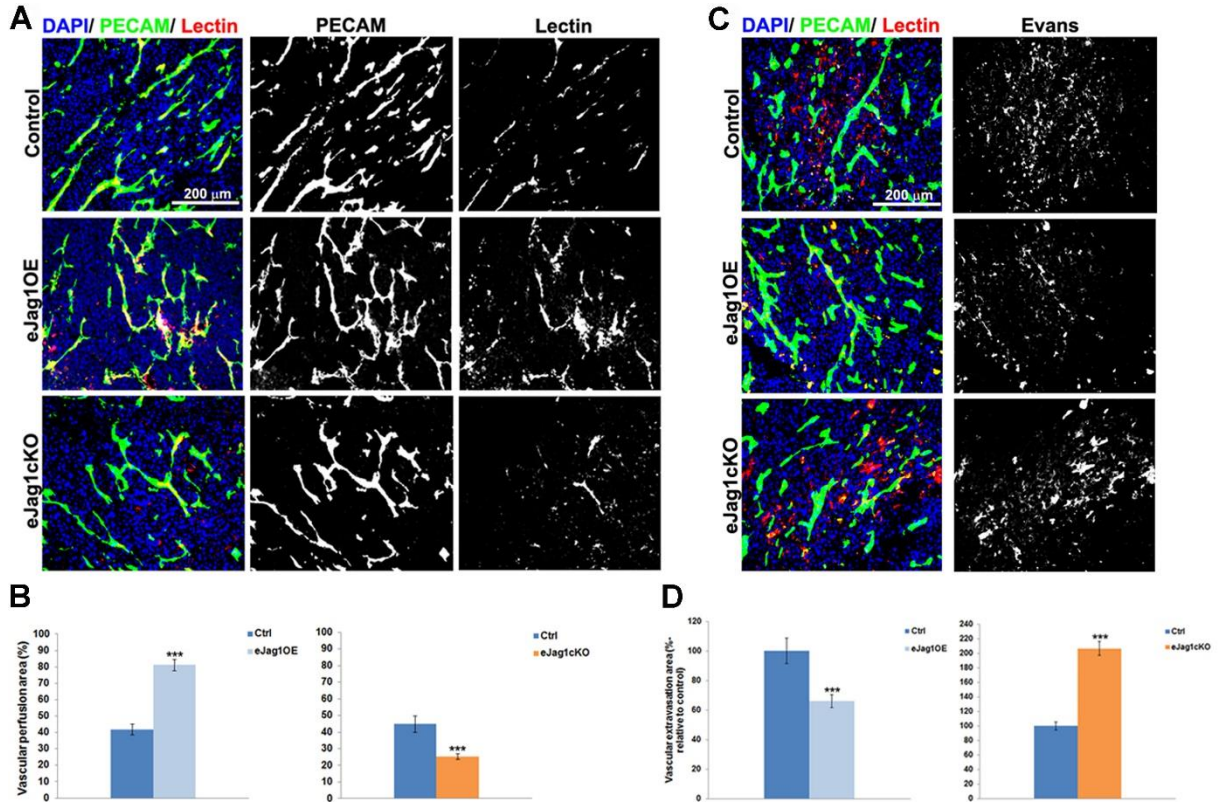 A
DAPI/ PECAM/ Lectin
PECAM
Lectin
Control
200 µm
eJag1OE
eJag1cKO
C
DAPI/ PECAM/ Lectin
Evans
Control
200 µm
eJag1OE
eJag1cKO
B
Vascular perfusion area (%)
100
90
80
70
60
50
40
30
20
10
0
***
Ctrl
eJag1OE
100
90
80
70
60
50
40
30
20
10
0
***
Ctrl
eJag1cKO
D
Vascular extravasation area (%-
relative to control)
120
100
80
60
40
20
0
***
Ctrl
eJag1OE
240
220
200
180
160
140
120
100
80
60
40
20
0
***
Ctrl
eJag1cKO